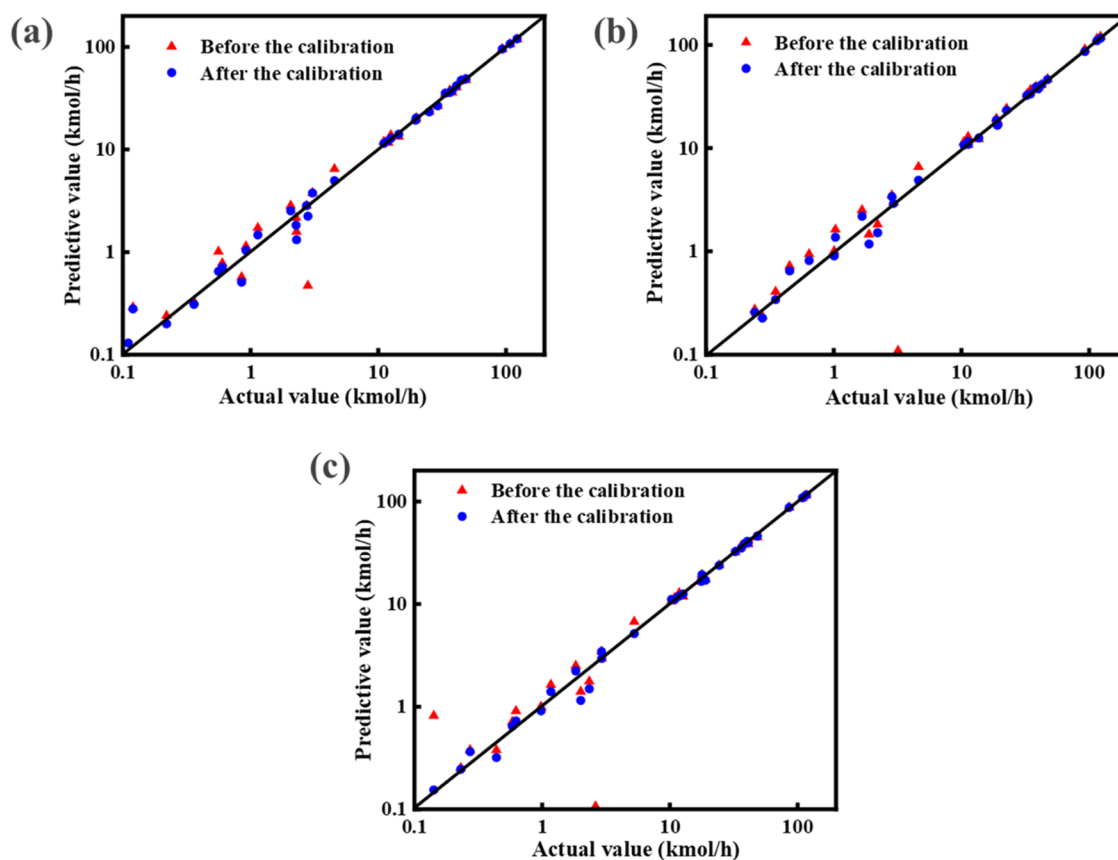 (a)
Before the calibration
After the calibration
Predictive value (kmol/h)
100
10
1
0.1
0.1 1 10 100
Actual value (kmol/h)
(b)
Before the calibration
After the calibration
Predictive value (kmol/h)
100
10
1
0.1
0.1 1 10 100
Actual value (kmol/h)
(c)
Before the calibration
After the calibration
Predictive value (kmol/h)
100
10
1
0.1
0.1 1 10 100
Actual value (kmol/h)